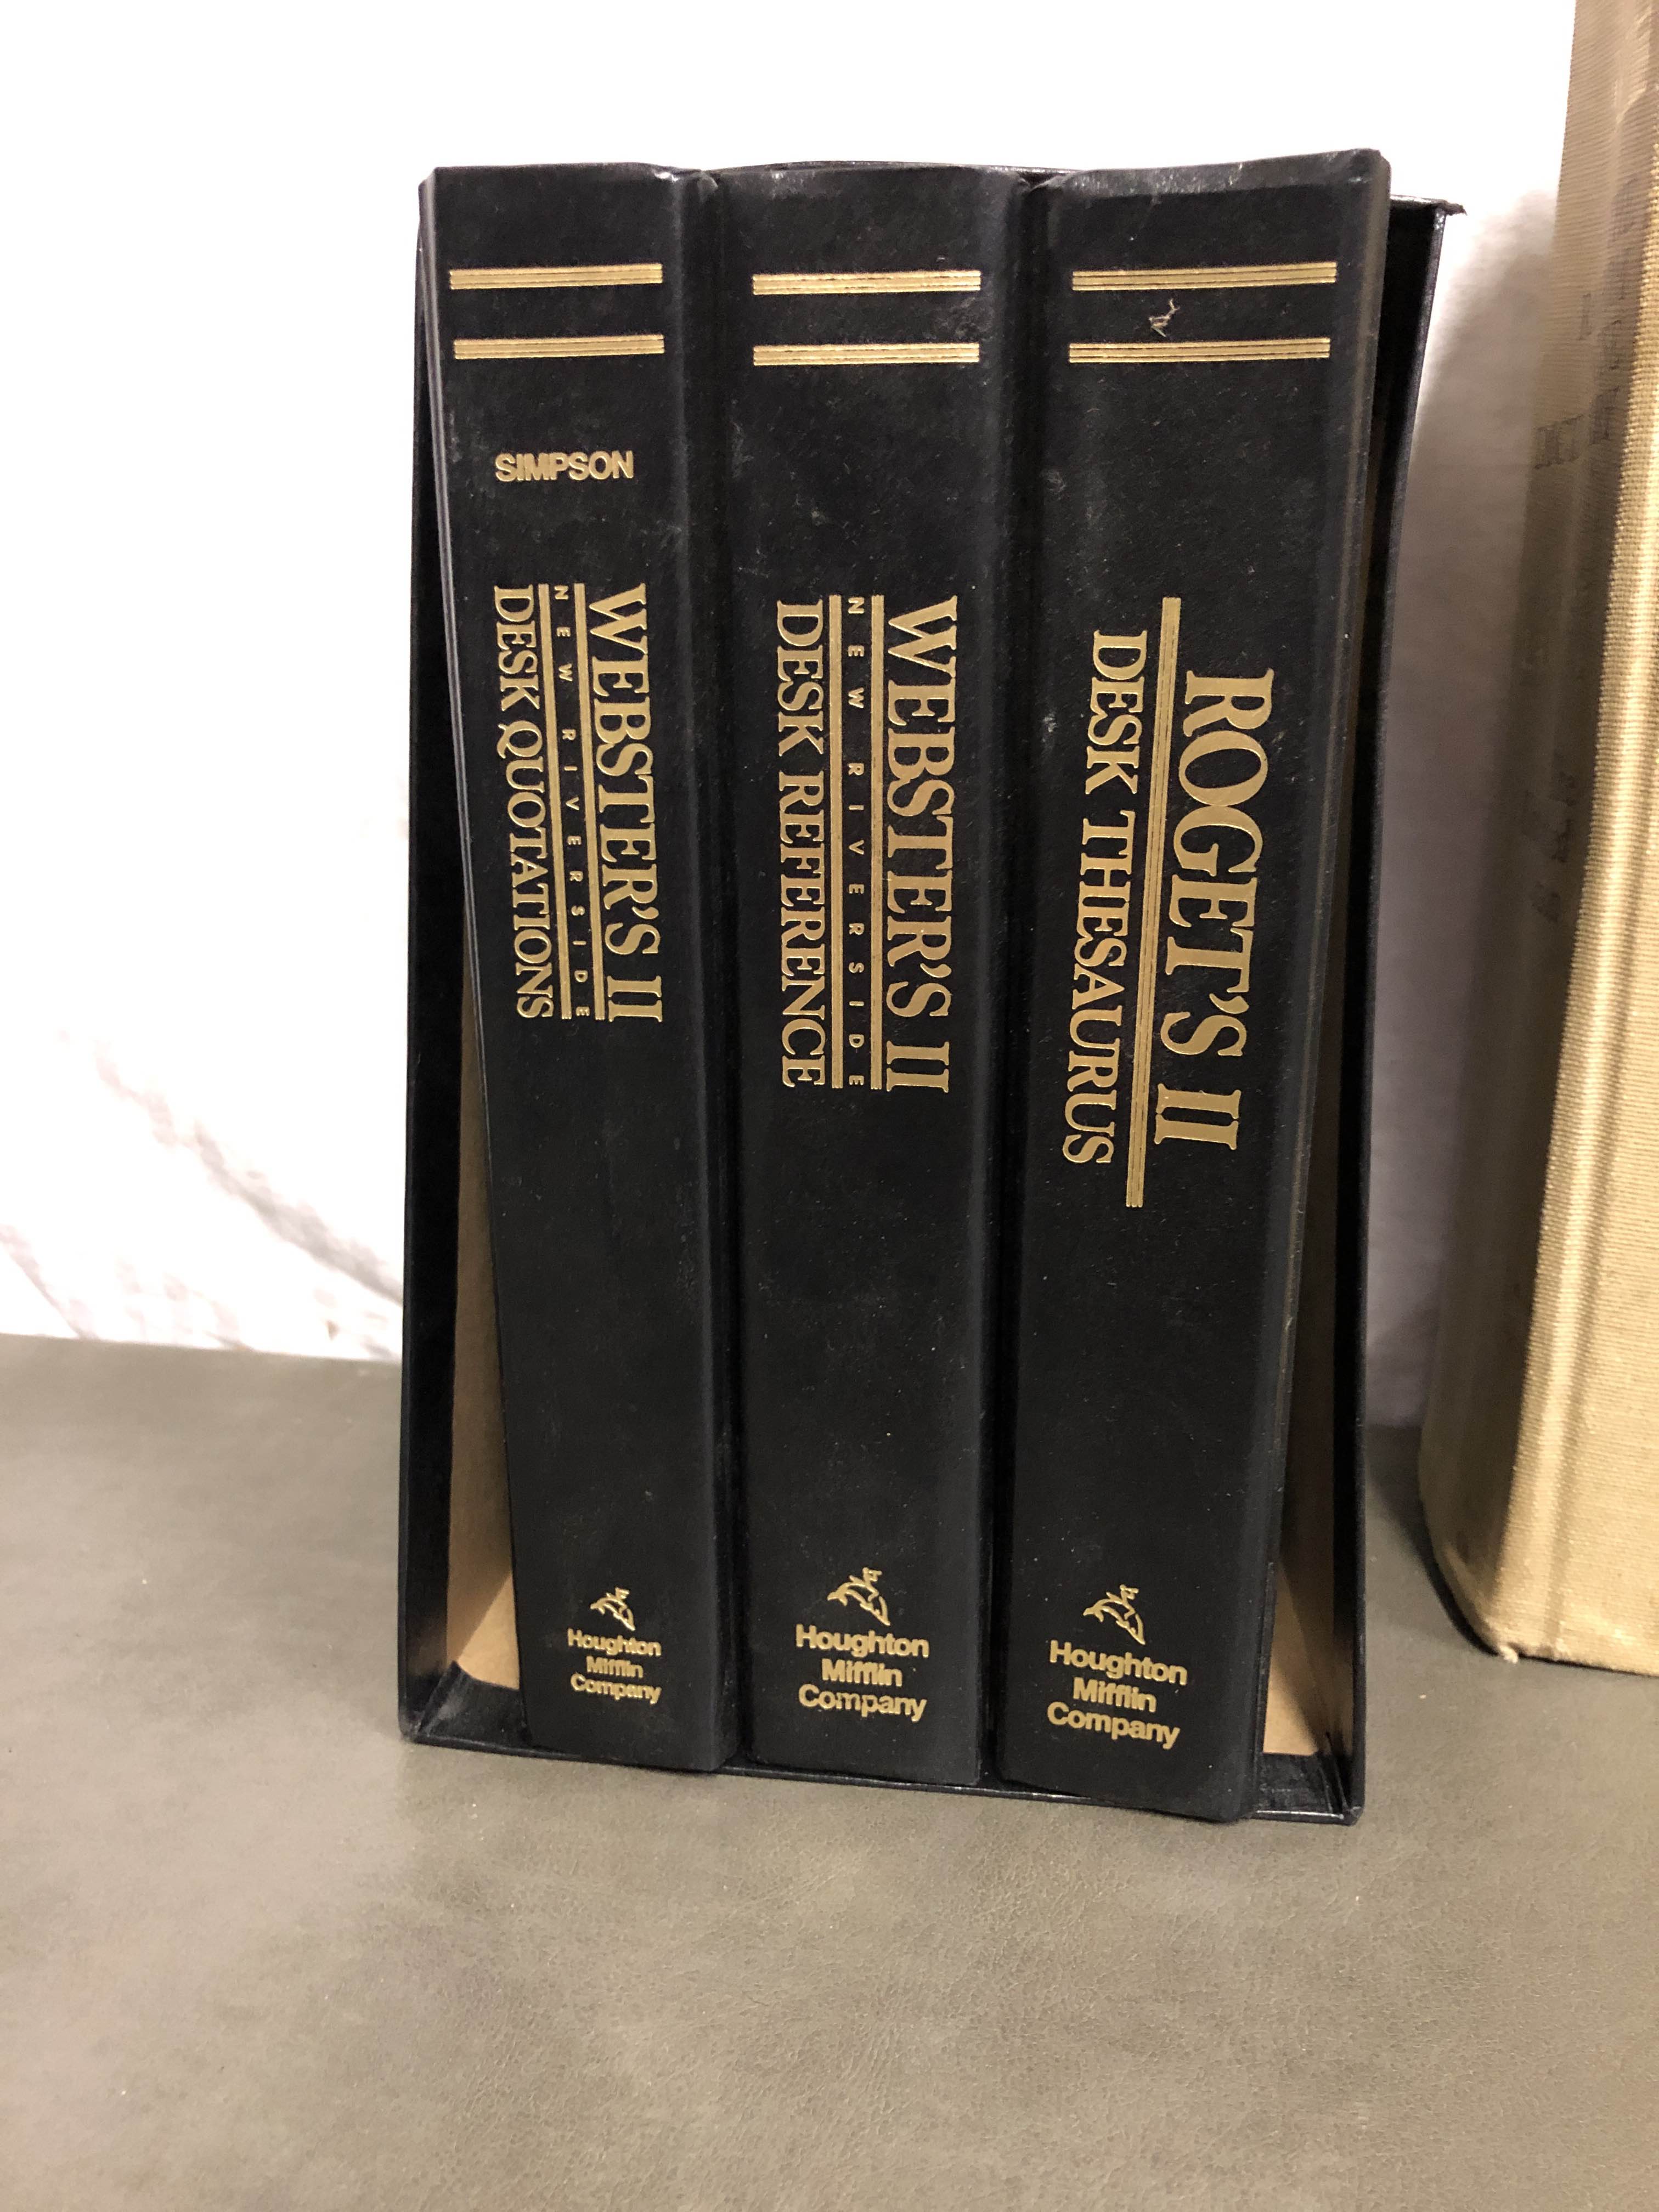 SIMPSON
WEBSTER'S II
NEW RIVERSIDE
DESK QUOTATIONS
Houghton
Mifflin
Company
WEBSTER'S II
NEW RIVERSIDE
DESK REFERENCE
Houghton
Mifflin
Company
ROGET'S II
DESK THESAURUS
Houghton
Mifflin
Company